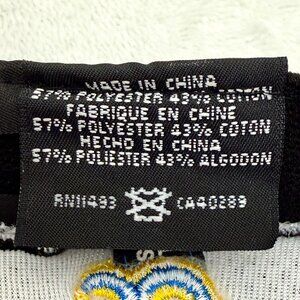 MADE IN CHINA
57% POLYESTER 43% COTTON
FABRIQUE EN CHINE
57% POLYESTER 43% COTON
HECHO EN CHINA
57% POLIESTER 43% ALGODON
RN11493 CA40289